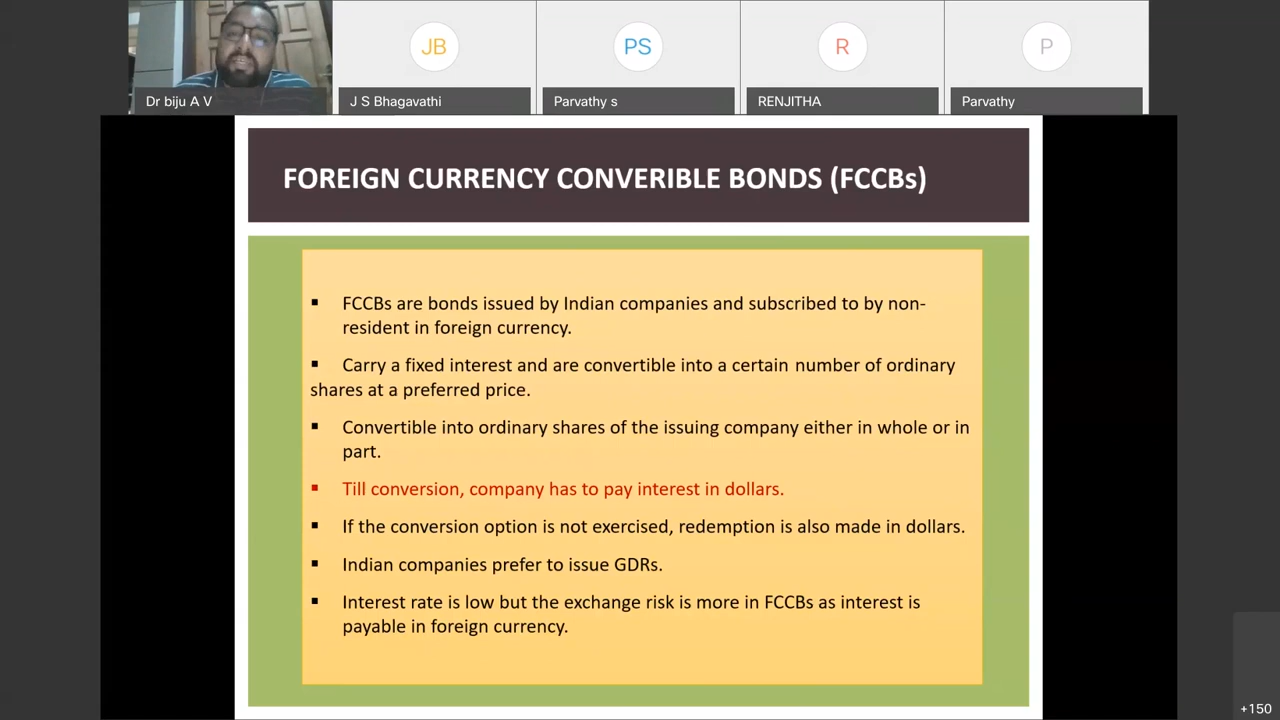 JB
PS
R
P
Dr biju A V
J S Bhagavathi
Parvathy s
RENJITHA
Parvathy
FOREIGN CURRENCY CONVERIBLE BONDS (FCCBs)
▪ FCCBs are bonds issued by Indian companies and subscribed to by non-
resident in foreign currency.
▪ Carry a fixed interest and are convertible into a certain number of ordinary
shares at a preferred price.
▪ Convertible into ordinary shares of the issuing company either in whole or in
part.
▪ Till conversion, company has to pay interest in dollars.
▪ If the conversion option is not exercised, redemption is also made in dollars.
▪ Indian companies prefer to issue GDRs.
▪ Interest rate is low but the exchange risk is more in FCCBs as interest is
payable in foreign currency.
+150